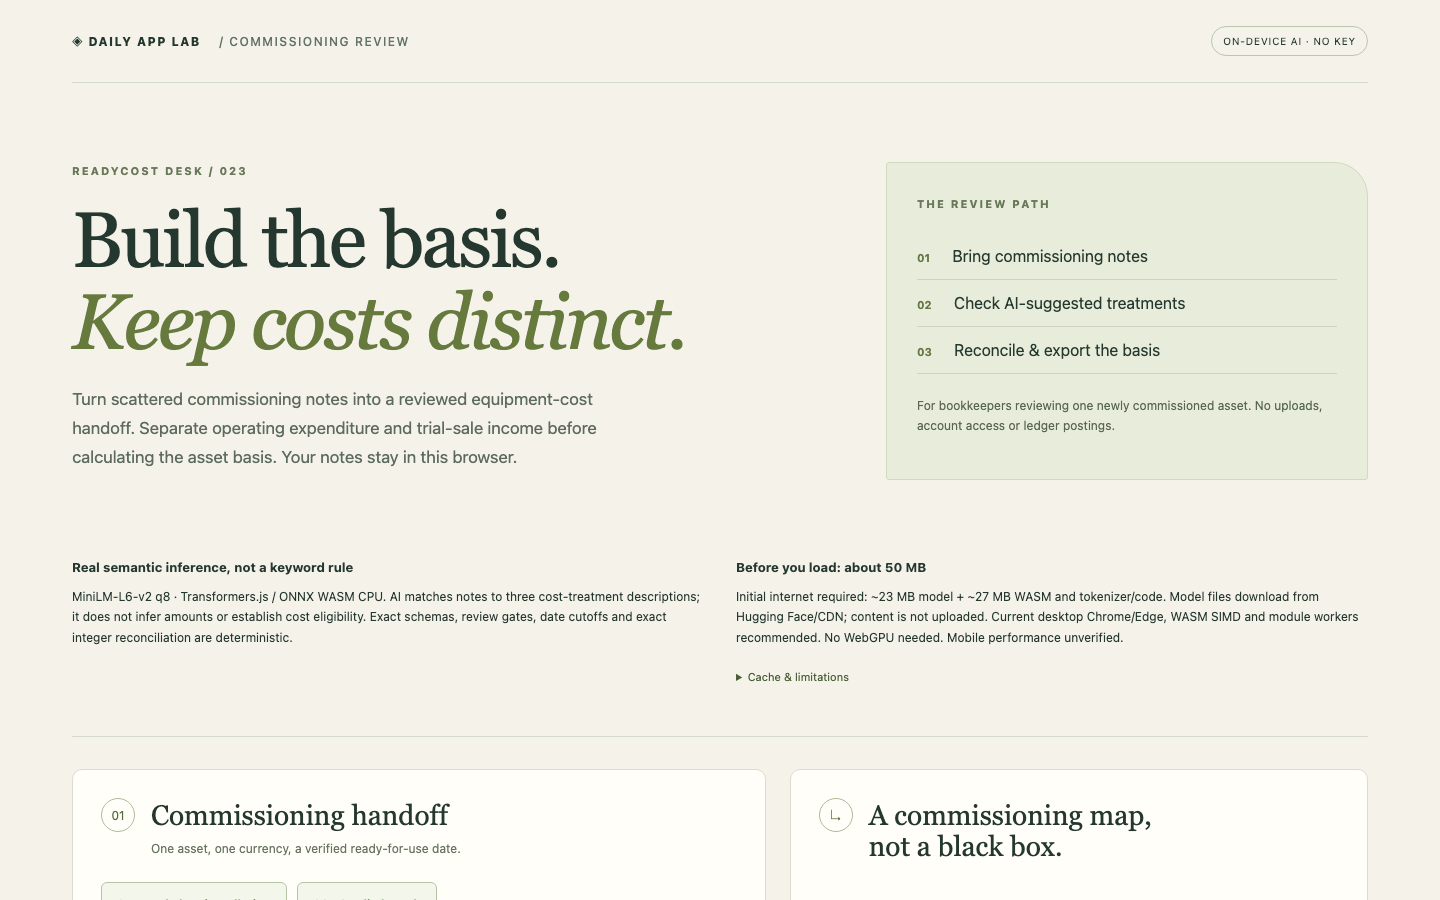 ◈ DAILY APP LAB / COMMISSIONING REVIEW
ON-DEVICE AI · NO KEY
READYCOST DESK / 023
Build the basis.
Keep costs distinct.
Turn scattered commissioning notes into a reviewed equipment-cost
handoff. Separate operating expenditure and trial-sale income before
calculating the asset basis. Your notes stay in this browser.
THE REVIEW PATH
01 Bring commissioning notes
02 Check AI-suggested treatments
03 Reconcile & export the basis
For bookkeepers reviewing one newly commissioned asset. No uploads,
account access or ledger postings.
Real semantic inference, not a keyword rule
MiniLM-L6-v2 q8 · Transformers.js / ONNX WASM CPU. AI matches notes to three cost-treatment descriptions;
it does not infer amounts or establish cost eligibility. Exact schemas, review gates, date cutoffs and exact
integer reconciliation are deterministic.
Before you load: about 50 MB
Initial internet required: ~23 MB model + ~27 MB WASM and tokenizer/code. Model files download from
Hugging Face/CDN; content is not uploaded. Current desktop Chrome/Edge, WASM SIMD and module workers
recommended. No WebGPU needed. Mobile performance unverified.
▶ Cache & limitations
01 Commissioning handoff
One asset, one currency, a verified ready-for-use date.
A commissioning map,
not a black box.